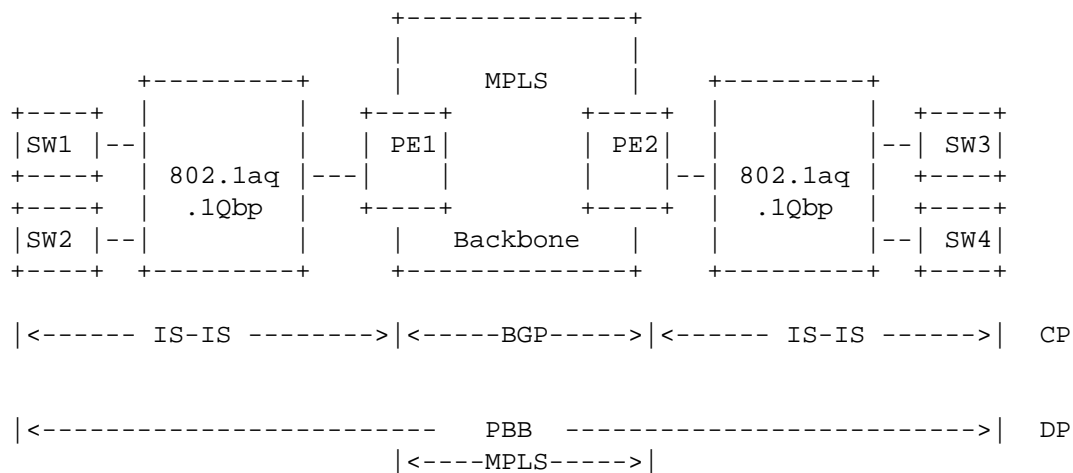 MPLS
SW1 PE1 PE2 SW3
802.1aq 802.1aq
.1Qbp .1Qbp
SW2 Backbone SW4
|<------ IS-IS -------->|<-----BGP----->|<------ IS-IS ------>| CP
|<-------------------------- PBB --------------------------->| DP
|<----MPLS----->|